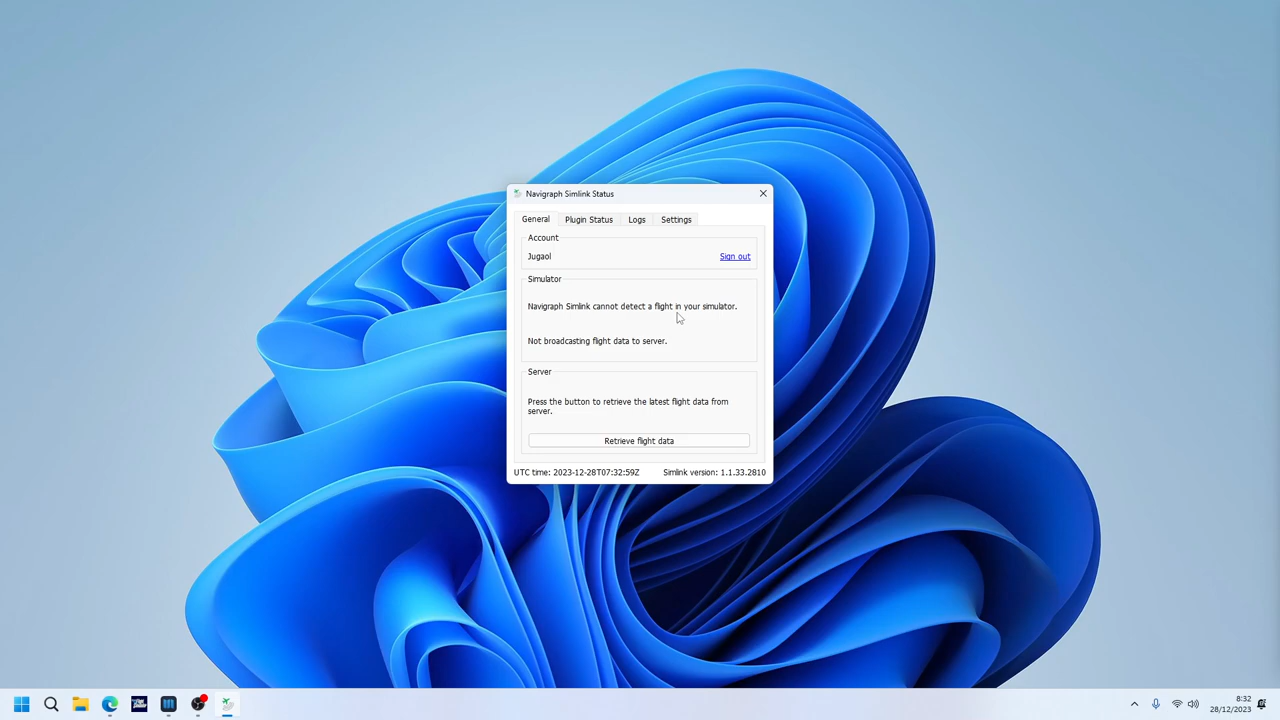 Navigraph Simlink Status
General Plugin Status Logs Settings
Account
Jugaol Sign out
Simulator
Navigraph Simlink cannot detect a flight in your simulator.
Not broadcasting flight data to server.
Server
Press the button to retrieve the latest flight data from
server.
Retrieve flight data
UTC time: 2023-12-28T07:32:59Z Simlink version: 1.1.33.2810
8:32
28/12/2023